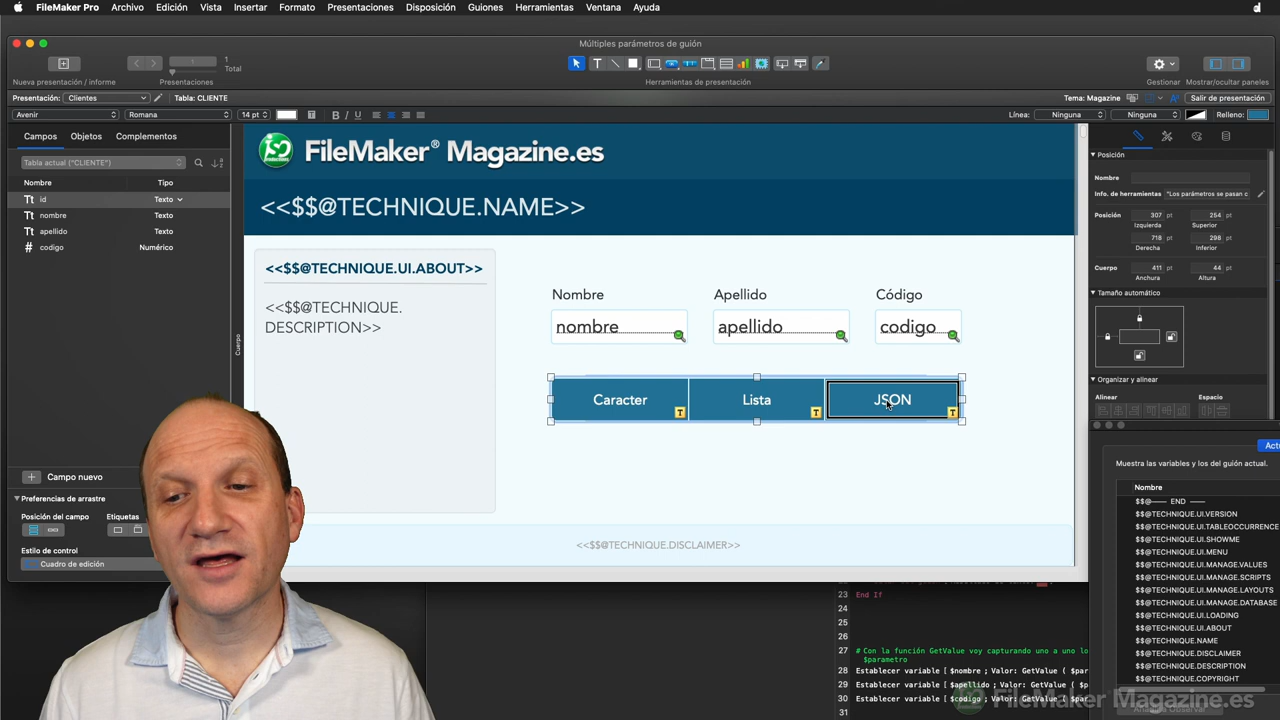 FileMaker Pro Archivo Edición Vista Insertar Formato Presentaciones Disposición Guiones Herramientas Ventana Ayuda
Múltiples parámetros de guión
1
1
Total
Nueva presentación / informe
Presentaciones
Herramientas de presentación
Gestionar
Mostrar/ocultar paneles
Presentación: Clientes
Tabla: CLIENTE
Tema: Magazine
Salir de presentación
Avenir
Romana
14 pt
B I U
Línea: Ninguna
Ninguna
Relleno:
Campos Objetos Complementos
Tabla actual ("CLIENTE")
Nombre Tipo
Tt id Texto
Tt nombre Texto
Tt apellido Texto
# codigo Numérico
Campo nuevo
Preferencias de arrastre
Posición del campo Etiquetas
Estilo de control
Cuadro de edición
FileMaker® Magazine.es
<<$$@TECHNIQUE.NAME>>
<<$$@TECHNIQUE.UI.ABOUT>>
<<$$@TECHNIQUE.
DESCRIPTION>>
Cuerpo
Nombre Apellido Código
nombre apellido codigo
Caracter Lista JSON
T T T
<<$$@TECHNIQUE.DISCLAIMER>>
Posición
Nombre
Info. de herramientas "Los parámetros se pasan c
Posición 307 pt 254 pt
Izquierda Superior
718 pt 298 pt
Derecha Inferior
Cuerpo 411 pt 44 pt
Anchura Altura
Tamaño automático
Organizar y alinear
Alinear Espacio
Muestra las variables y los del guión actual.
Nombre
$$@—— END ——
$$@TECHNIQUE.UI.VERSION
$$@TECHNIQUE.UI.TABLEOCCURRENCE
$$@TECHNIQUE.UI.SHOWME
$$@TECHNIQUE.UI.MENU
$$@TECHNIQUE.UI.MANAGE.VALUES
$$@TECHNIQUE.UI.MANAGE.SCRIPTS
$$@TECHNIQUE.UI.MANAGE.LAYOUTS
$$@TECHNIQUE.UI.MANAGE.DATABASE
$$@TECHNIQUE.UI.LOADING
$$@TECHNIQUE.UI.ABOUT
$$@TECHNIQUE.NAME
$$@TECHNIQUE.DISCLAIMER
$$@TECHNIQUE.DESCRIPTION
$$@TECHNIQUE.COPYRIGHT
23 End If
24
25
26
27 # Con la función GetValue voy capturando uno a uno lo
$parametro
28 Establecer variable [ $nombre ; Valor: GetValue ( $par
29 Establecer variable [ $apellido ; Valor: GetValue (
30 Establecer variable [ $codigo ; Valor: GetValue (
31
FileMaker Magazine.es